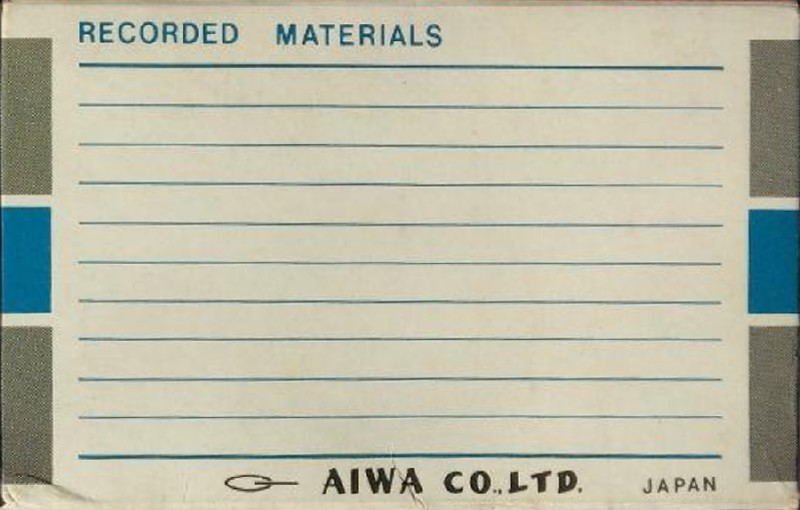 RECORDED MATERIALS
AIWA CO.,LTD. JAPAN